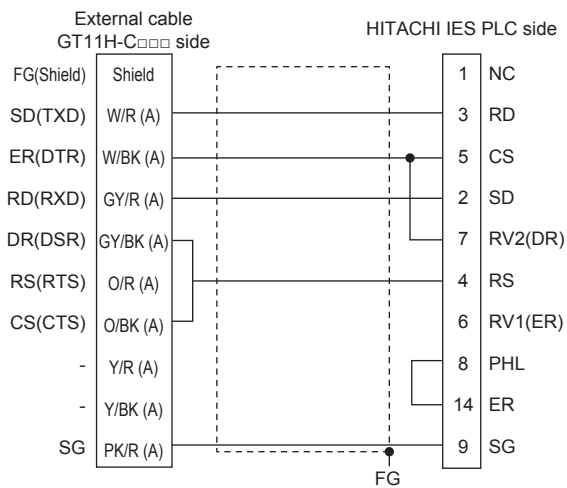 External cable
GT11H-C□□□ side
HITACHI IES PLC side
FG(Shield) Shield 1 NC
SD(TXD) W/R (A) 3 RD
ER(DTR) W/BK (A) 5 CS
RD(RXD) GY/R (A) 2 SD
DR(DSR) GY/BK (A) 7 RV2(DR)
RS(RTS) O/R (A) 4 RS
CS(CTS) O/BK (A) 6 RV1(ER)
- Y/R (A) 8 PHL
- Y/BK (A) 14 ER
SG PK/R (A) 9 SG
FG